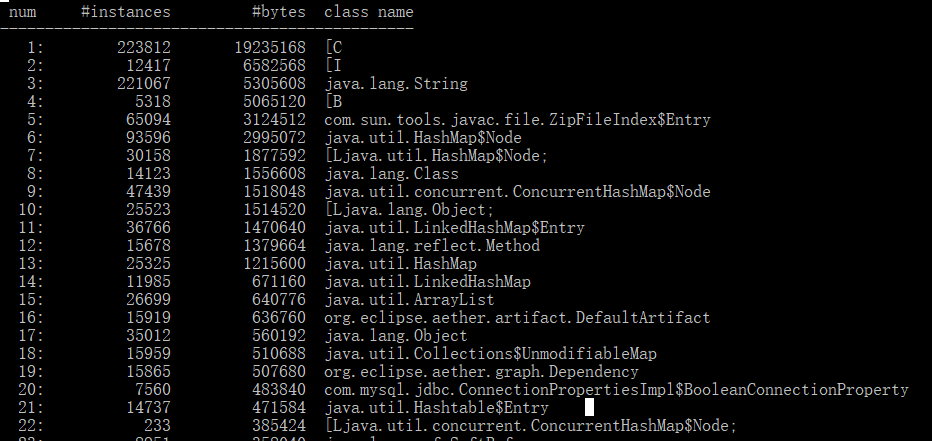 num #instances #bytes class name
----------------------------------------------
1: 223812 19235168 [C
2: 12417 6582568 [I
3: 221067 5305608 java.lang.String
4: 5318 5065120 [B
5: 65094 3124512 com.sun.tools.javac.file.ZipFileIndex$Entry
6: 93596 2995072 java.util.HashMap$Node
7: 30158 1877592 [Ljava.util.HashMap$Node;
8: 14123 1556608 java.lang.Class
9: 47439 1518048 java.util.concurrent.ConcurrentHashMap$Node
10: 25523 1514520 [Ljava.lang.Object;
11: 36766 1470640 java.util.LinkedHashMap$Entry
12: 15678 1379664 java.lang.reflect.Method
13: 25325 1215600 java.util.HashMap
14: 11985 671160 java.util.LinkedHashMap
15: 26699 640776 java.util.ArrayList
16: 15919 636760 org.eclipse.aether.artifact.DefaultArtifact
17: 35012 560192 java.lang.Object
18: 15959 510688 java.util.Collections$UnmodifiableMap
19: 15865 507680 org.eclipse.aether.graph.Dependency
20: 7560 483840 com.mysql.jdbc.ConnectionPropertiesImpl$BooleanConnectionProperty
21: 14737 471584 java.util.Hashtable$Entry
22: 233 385424 [Ljava.util.concurrent.ConcurrentHashMap$Node;